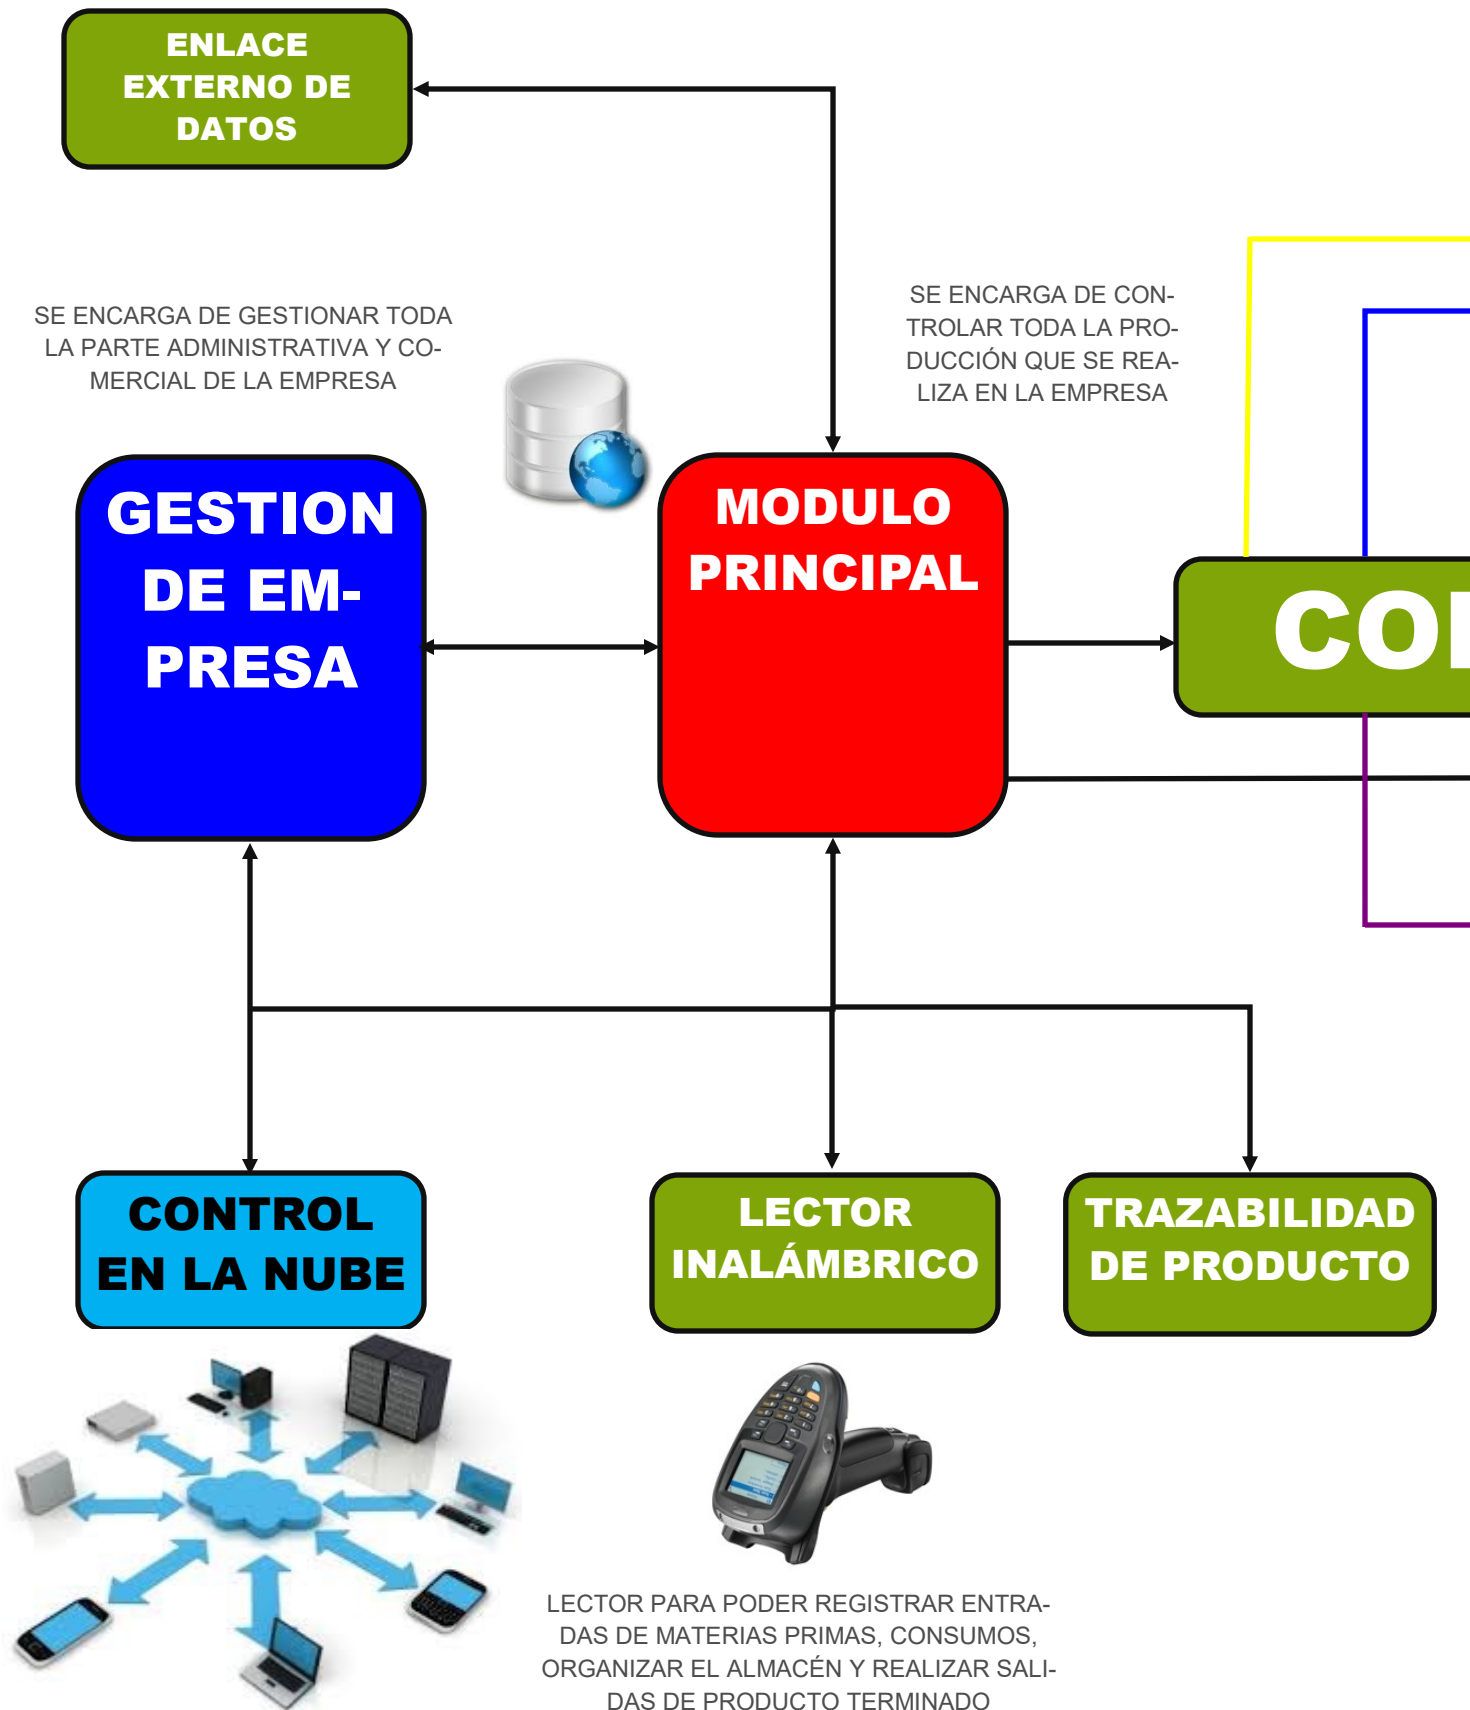 ENLACE
EXTERNO DE
DATOS
SE ENCARGA DE GESTIONAR TODA
LA PARTE ADMINISTRATIVA Y CO-
MERCIAL DE LA EMPRESA
SE ENCARGA DE CON-
TROLAR TODA LA PRO-
DUCCIÓN QUE SE REA-
LIZA EN LA EMPRESA
GESTION
DE EM-
PRESA
MODULO
PRINCIPAL
CONTROL
EN LA NUBE
LECTOR
INALÁMBRICO
TRAZABILIDAD
DE PRODUCTO
LECTOR PARA PODER REGISTRAR ENTRA-
DAS DE MATERIAS PRIMAS, CONSUMOS,
ORGANIZAR EL ALMACÉN Y REALIZAR SALI-
DAS DE PRODUCTO TERMINADO